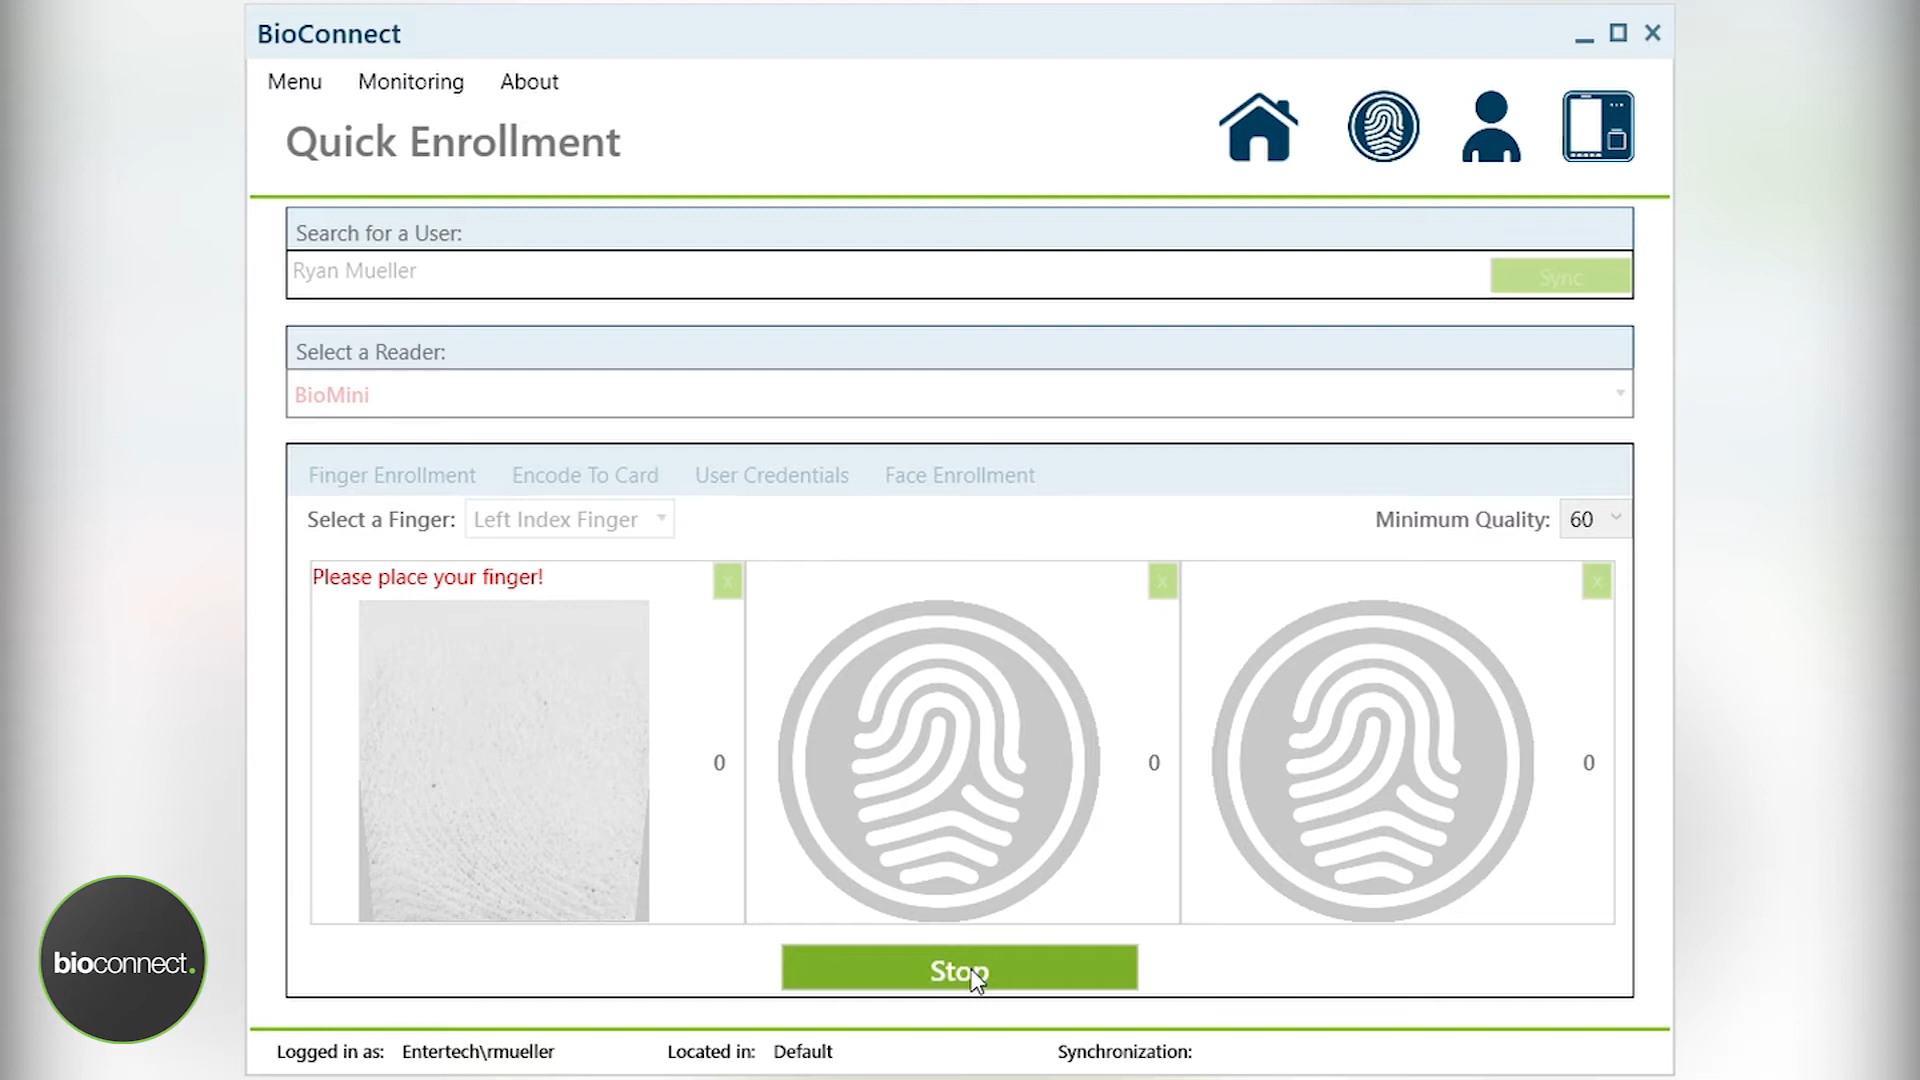 BioConnect
Menu Monitoring About
Quick Enrollment
Search for a User:
Ryan Mueller
Sync
Select a Reader:
BioMini
Finger Enrollment Encode To Card User Credentials Face Enrollment
Select a Finger: Left Index Finger
Minimum Quality: 60
Please place your finger!
x x x
0 0 0
Stop
bioconnect.
Logged in as: Entertech\rmueller Located in: Default Synchronization: